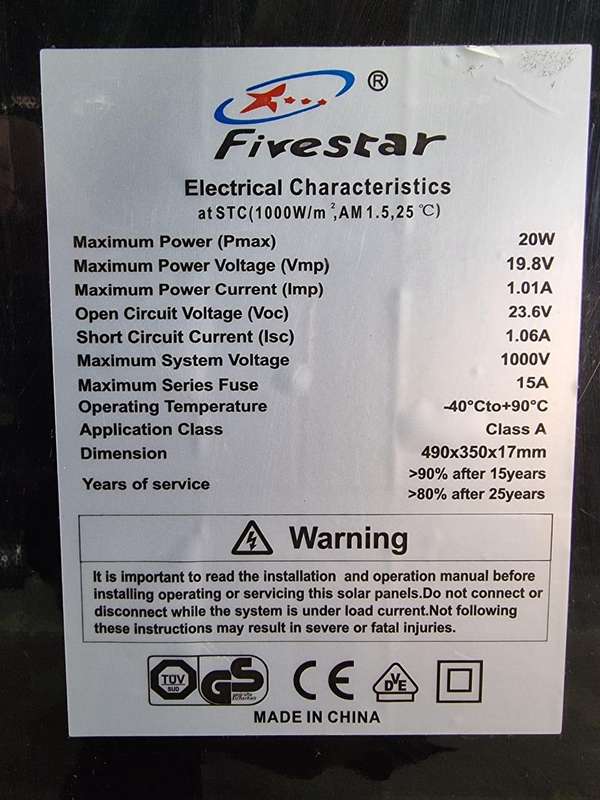 ®
Fivestar
Electrical Characteristics
at STC(1000W/m²,AM1.5,25℃)
Maximum Power (Pmax) 20W
Maximum Power Voltage (Vmp) 19.8V
Maximum Power Current (Imp) 1.01A
Open Circuit Voltage (Voc) 23.6V
Short Circuit Current (Isc) 1.06A
Maximum System Voltage 1000V
Maximum Series Fuse 15A
Operating Temperature -40°Cto+90°C
Application Class Class A
Dimension 490x350x17mm
Years of service >90% after 15years
>80% after 25years
Warning
It is important to read the installation and operation manual before
installing operating or servicing this solar panels.Do not connect or
disconnect while the system is under load current.Not following
these instructions may result in severe or fatal injuries.
TÜV SUD GS CE DVE
MADE IN CHINA